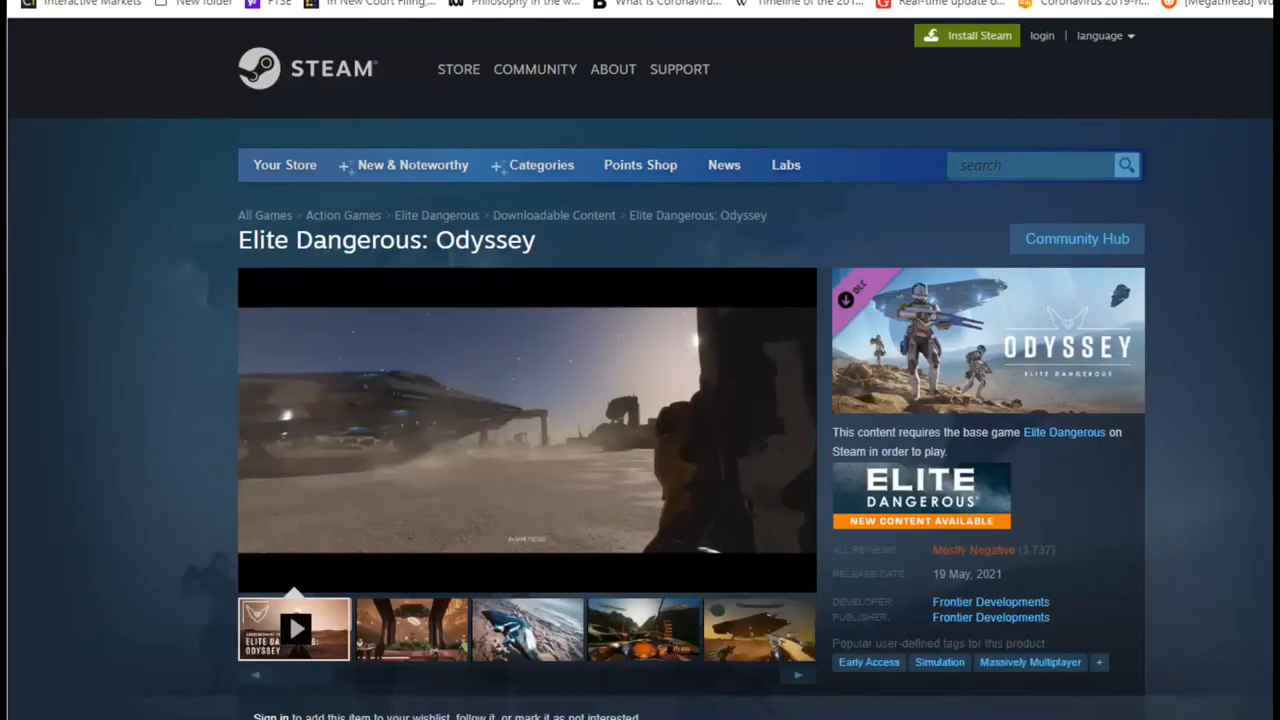 Interactive Markets
New folder
FTSE
In New Court Filing,...
Philosophy in the w...
What is Coronaviru...
Timeline of the 201...
Real-time update o...
Coronavirus 2019-n...
[Megathread] Wu
Install Steam
login
language
STEAM
STORE
COMMUNITY
ABOUT
SUPPORT
Your Store
New & Noteworthy
Categories
Points Shop
News
Labs
search
All Games > Action Games > Elite Dangerous > Downloadable Content > Elite Dangerous: Odyssey
Elite Dangerous: Odyssey
Community Hub
DLC
ODYSSEY
ELITE DANGEROUS
This content requires the base game Elite Dangerous on
Steam in order to play.
ELITE
DANGEROUS
NEW CONTENT AVAILABLE
ALL REVIEWS:
Mostly Negative (3,737)
RELEASE DATE:
19 May, 2021
DEVELOPER:
Frontier Developments
PUBLISHER:
Frontier Developments
Popular user-defined tags for this product:
Early Access
Simulation
Massively Multiplayer
+
ODYSSEY
Sign in to add this item to your wishlist, follow it, or mark it as not interested